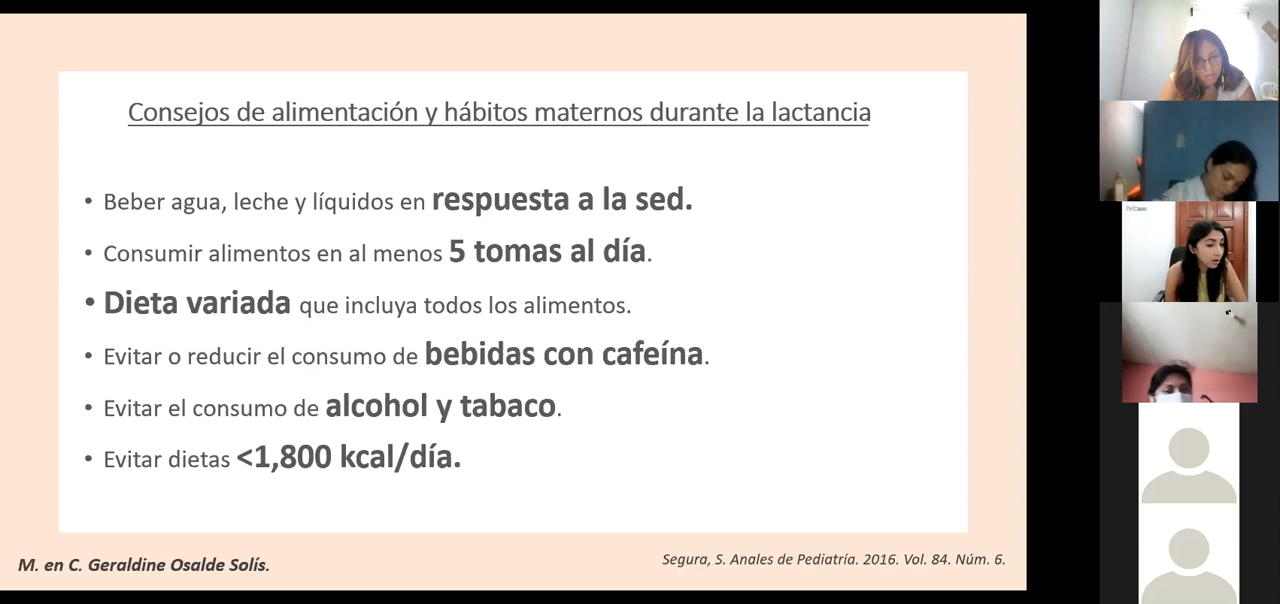 Consejos de alimentación y hábitos maternos durante la lactancia
• Beber agua, leche y líquidos en respuesta a la sed.
• Consumir alimentos en al menos 5 tomas al día.
• Dieta variada que incluya todos los alimentos.
• Evitar o reducir el consumo de bebidas con cafeína.
• Evitar el consumo de alcohol y tabaco.
• Evitar dietas <1,800 kcal/día.
M. en C. Geraldine Osalde Solís.
Segura, S. Anales de Pediatría. 2016. Vol. 84. Núm. 6.